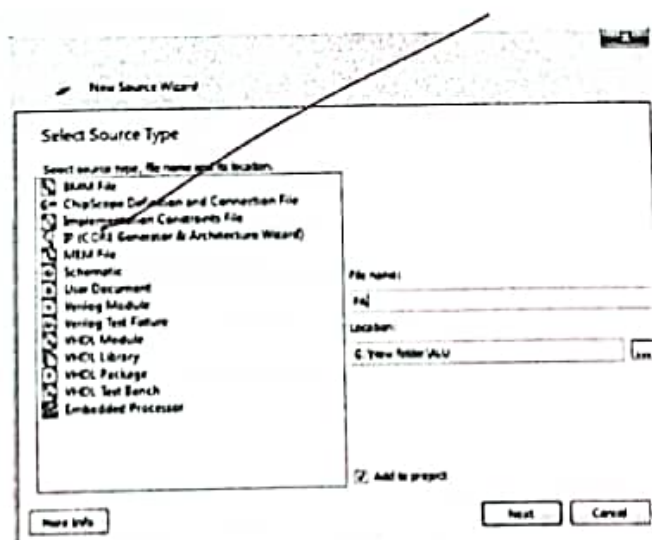 New Source Wizard
Select Source Type
Select source type, file name and its location.
BMM File
ChipScope Definition and Connection File
Implementation Constraints File
IP (CORE Generator & Architecture Wizard)
MEM File
Schematic
User Document
Verilog Module
Verilog Test Fixture
VHDL Module
VHDL Library
VHDL Package
VHDL Test Bench
Embedded Processor
File name:
Location:
G:\New folder\ALU
...
Add to project
More Info
Next
Cancel